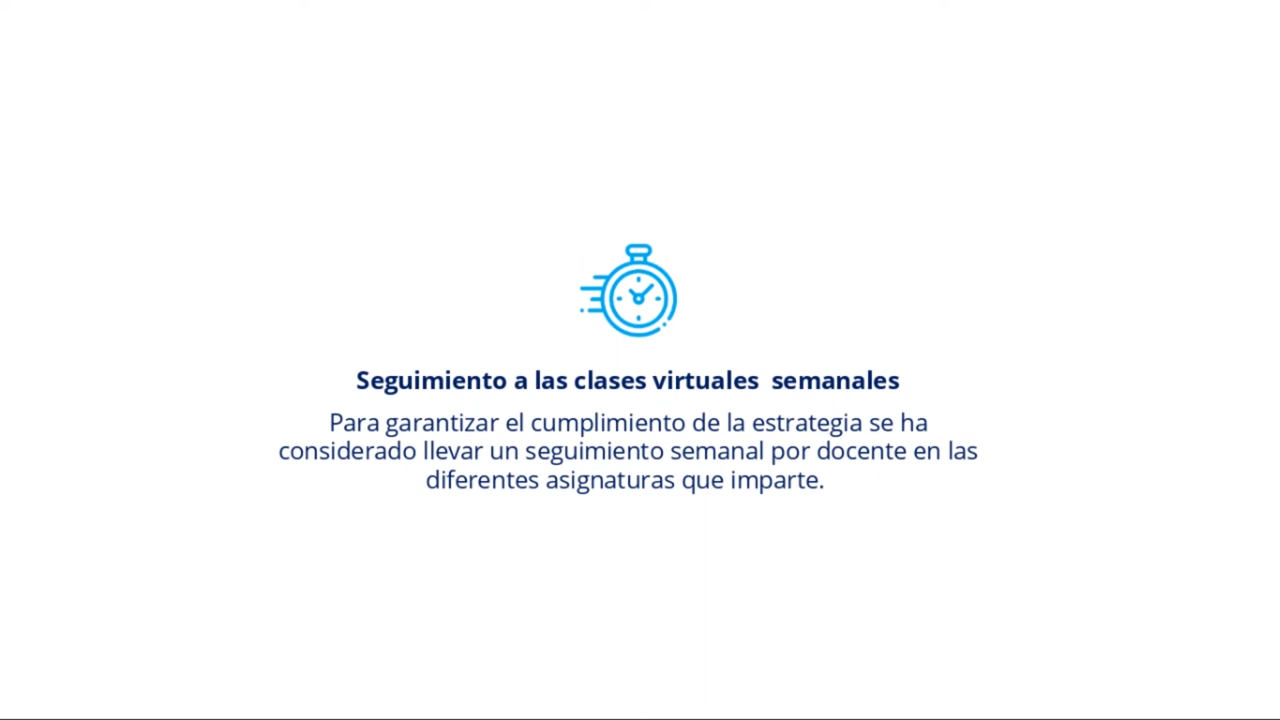 Seguimiento a las clases virtuales  semanales
Para garantizar el cumplimiento de la estrategia se ha
considerado llevar un seguimiento semanal por docente en las
diferentes asignaturas que imparte.